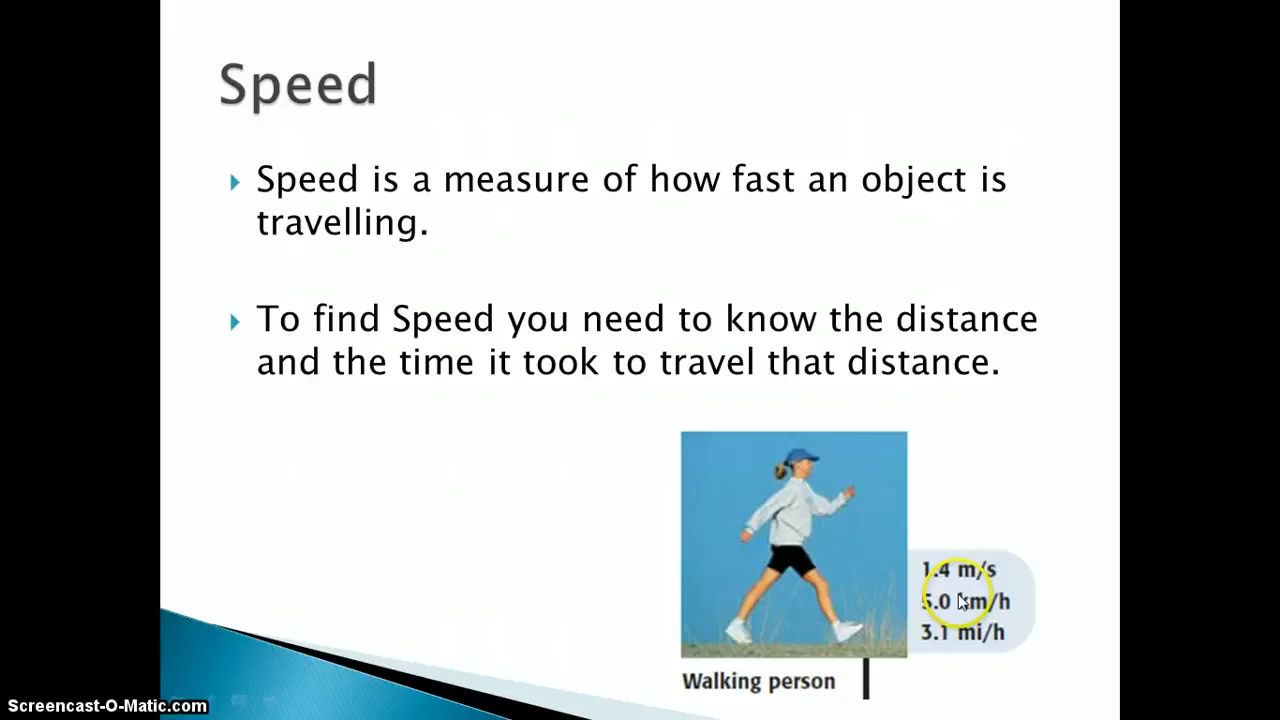 Speed
Speed is a measure of how fast an object is
travelling.
To find Speed you need to know the distance
and the time it took to travel that distance.
1.4 m/s
5.0 km/h
3.1 mi/h
Walking person
Screencast-O-Matic.com